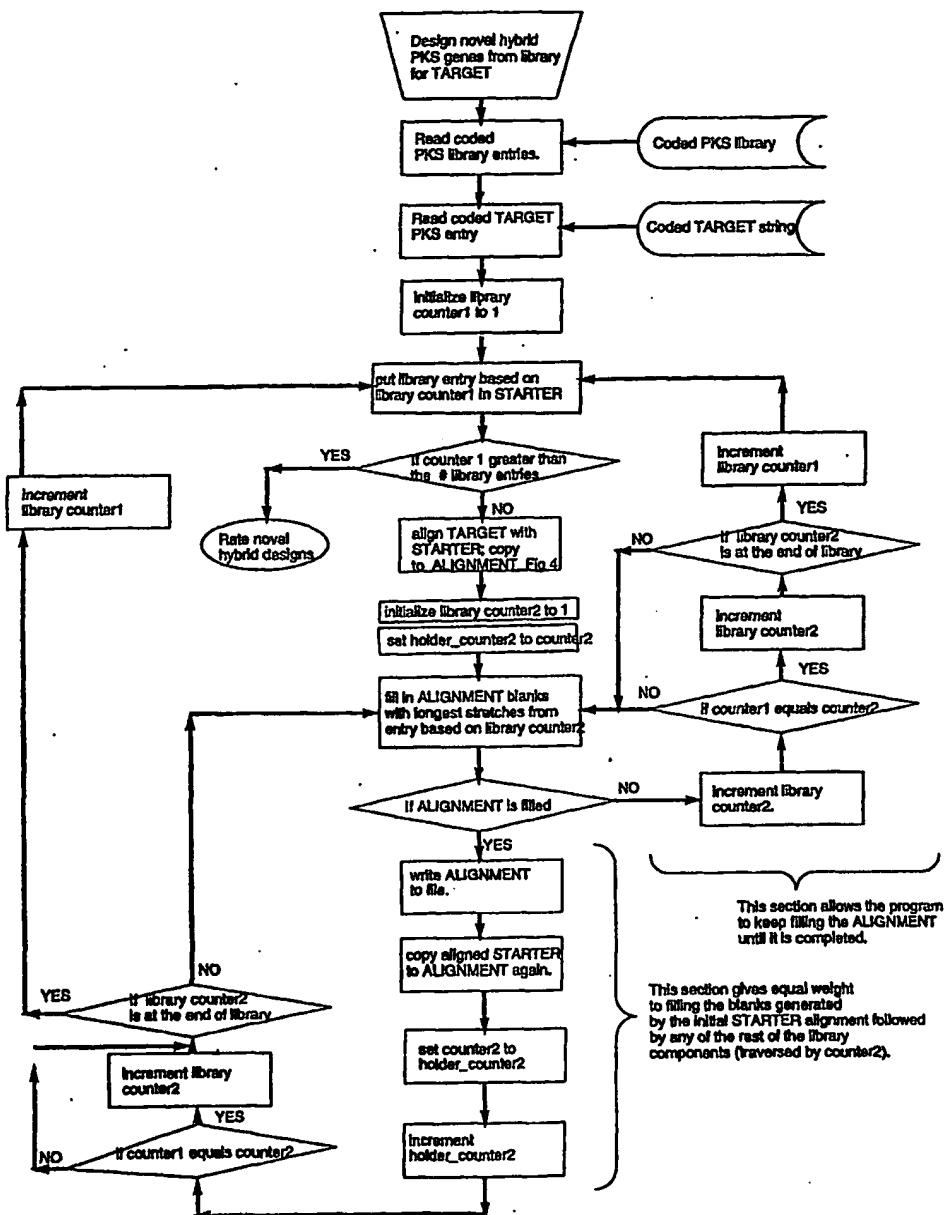 Design novel hybrid
PKS genes from library
for TARGET
Read coded
PKS library entries.
Coded PKS library
Read coded TARGET
PKS entry
Coded TARGET string
Initialize library
counter1 to 1
put library entry based on
library counter1 in STARTER
If counter 1 greater than
the # library entries
YES
NO
Rate novel
hybrid designs
Increment
library counter1
align TARGET with
STARTER; copy
to ALIGNMENT Fig 4
initialize library counter2 to 1
set holder_counter2 to counter2
fill in ALIGNMENT blanks
with longest stretches from
entry based on library counter2
If ALIGNMENT is filled
NO
YES
Increment library
counter2.
If counter1 equals counter2
NO
YES
Increment
library counter2
If library counter2
is at the end of library
NO
YES
Increment
library counter1
This section allows the program
to keep filling the ALIGNMENT
until it is completed.
write ALIGNMENT
to file.
copy aligned STARTER
to ALIGNMENT again.
set counter2 to
holder_counter2
Increment
holder_counter2
This section gives equal weight
to filling the blanks generated
by the initial STARTER alignment followed
by any of the rest of the library
components (traversed by counter2).
If counter1 equals counter2
NO
YES
Increment library
counter2
If library counter2
is at the end of library
YES
NO